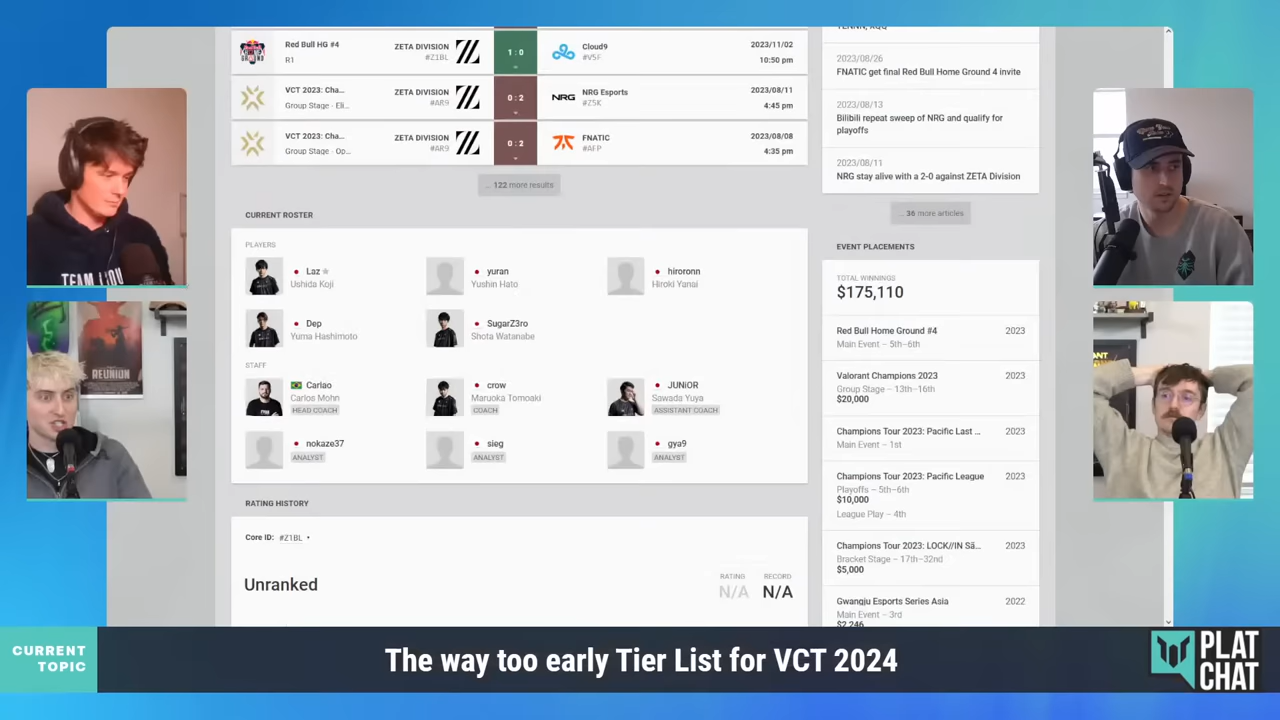 Red Bull HG #4
R1
ZETA DIVISION
#Z1BL
1 : 0
Cloud9
#V5F
2023/11/02
10:50 pm
VCT 2023: Cha...
Group Stage - Eli...
ZETA DIVISION
#AR9
0 : 2
NRG
NRG Esports
#Z5K
2023/08/11
4:45 pm
VCT 2023: Cha...
Group Stage - Op...
ZETA DIVISION
#AR9
0 : 2
FNATIC
#AFP
2023/08/08
4:35 pm
... 122 more results
CURRENT ROSTER
PLAYERS
Laz
Ushida Koji
yuran
Yushin Hato
hiroronn
Hiroki Yanai
Dep
Yuma Hashimoto
SugarZ3ro
Shota Watanabe
STAFF
Carlao
Carlos Mohn
HEAD COACH
crow
Maruoka Tomoaki
COACH
JUNiOR
Sawada Yuya
ASSISTANT COACH
nokaze37
ANALYST
sieg
ANALYST
gya9
ANALYST
RATING HISTORY
Core ID: #Z1BL •
Unranked
RATING
N/A
RECORD
N/A
2023/08/26
FNATIC get final Red Bull Home Ground 4 invite
2023/08/13
Bilibili repeat sweep of NRG and qualify for
playoffs
2023/08/11
NRG stay alive with a 2-0 against ZETA Division
... 36 more articles
EVENT PLACEMENTS
TOTAL WINNINGS
$175,110
Red Bull Home Ground #4 2023
Main Event – 5th–6th
Valorant Champions 2023 2023
Group Stage – 13th–16th
$20,000
Champions Tour 2023: Pacific Last ... 2023
Main Event – 1st
Champions Tour 2023: Pacific League 2023
Playoffs – 5th–6th
$10,000
League Play – 4th
Champions Tour 2023: LOCK//IN Sã... 2023
Bracket Stage – 17th–32nd
$5,000
Gwangju Esports Series Asia 2022
Main Event – 3rd
$2,246
REUNION
CURRENT
TOPIC
The way too early Tier List for VCT 2024
PLAT
CHAT